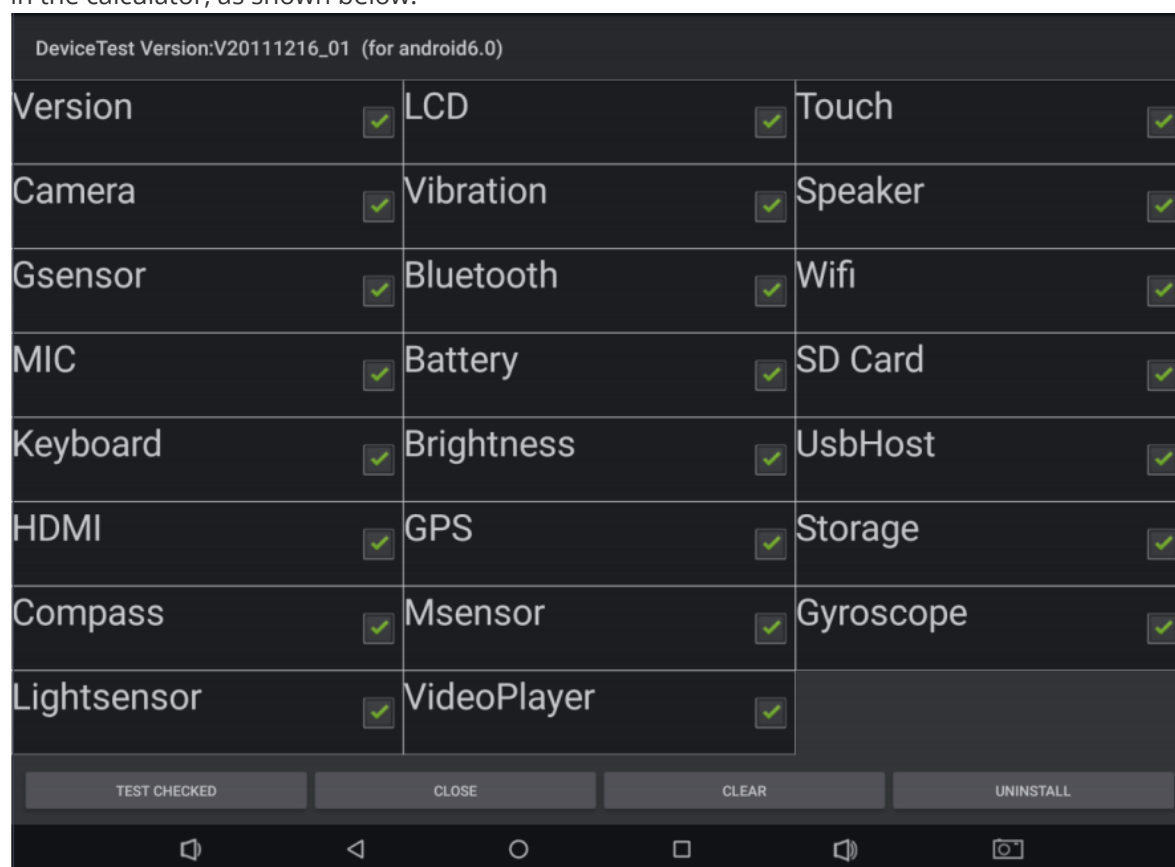 in the calculator, as shown below.
DeviceTest Version:V20111216_01 (for android6.0)
Version LCD Touch
Camera Vibration Speaker
Gsensor Bluetooth Wifi
MIC Battery SD Card
Keyboard Brightness UsbHost
HDMI GPS Storage
Compass Msensor Gyroscope
Lightsensor VideoPlayer
TEST CHECKED CLOSE CLEAR UNINSTALL